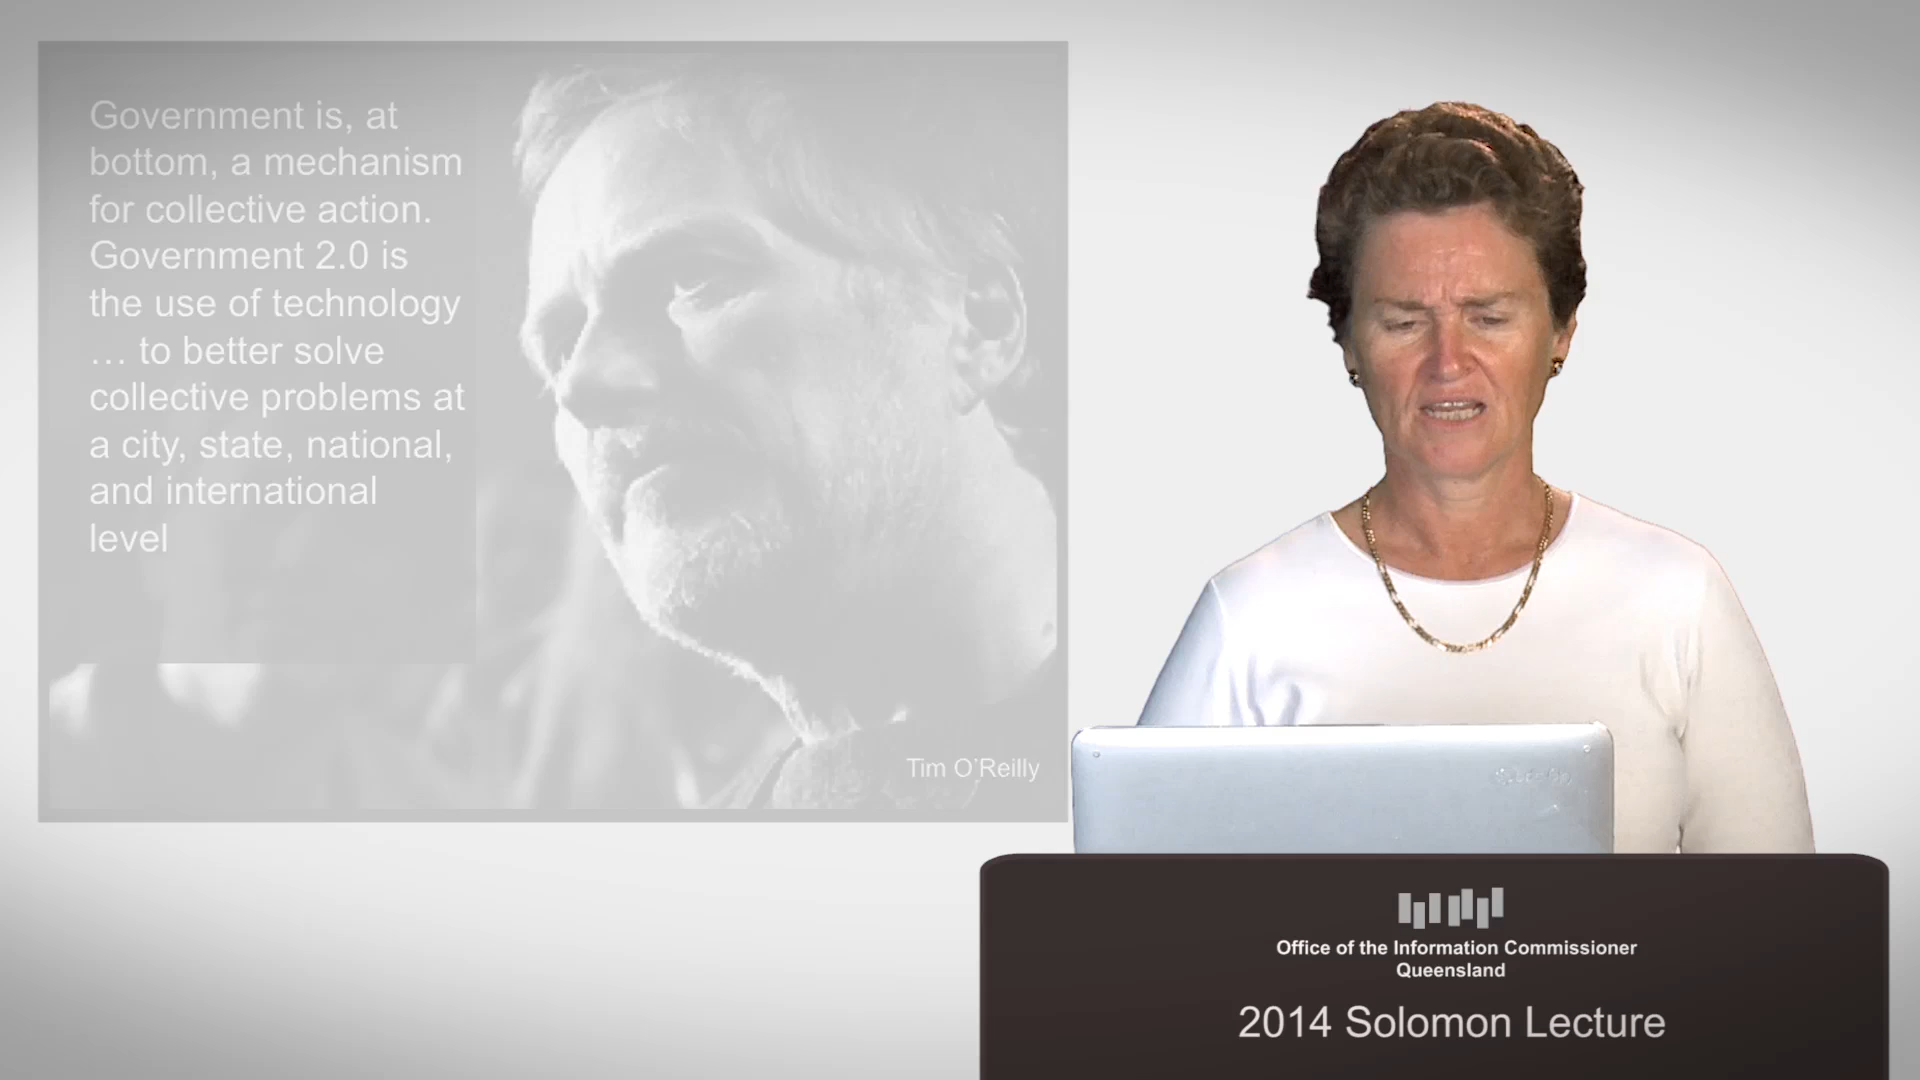 Government is, at
bottom, a mechanism
for collective action.
Government 2.0 is
the use of technology
… to better solve
collective problems at
a city, state, national,
and international
level
Tim O’Reilly
Office of the Information Commissioner
Queensland
2014 Solomon Lecture